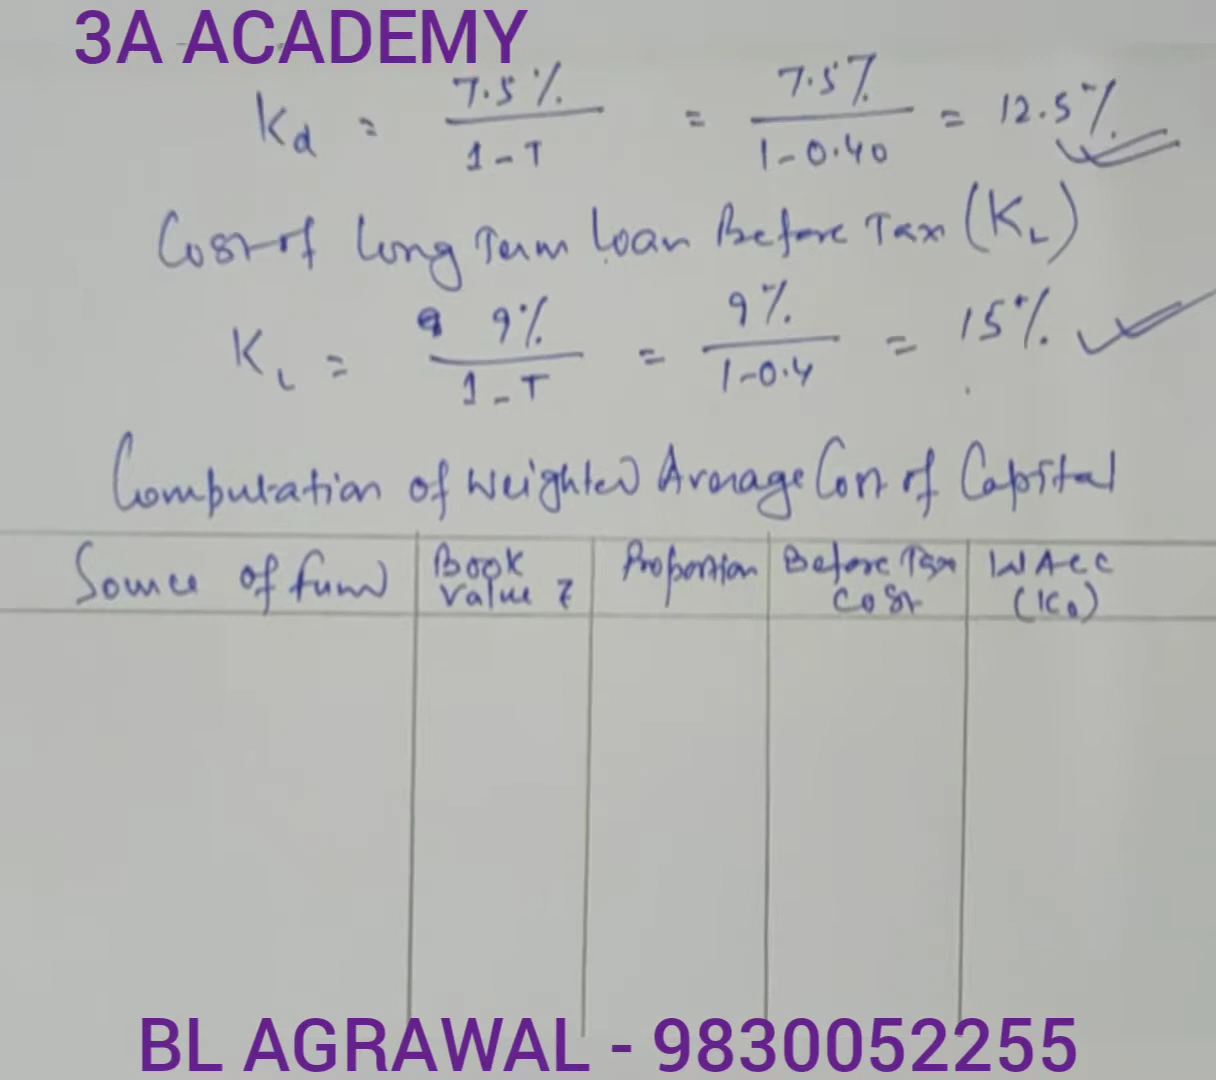 3A ACADEMY
Kd = 7.5% / 1-T = 7.5% / 1-0.40 = 12.5%
Cost of Long Term Loan Before Tax (KL)
KL = 9% / 1-T = 9% / 1-0.4 = 15%
Computation of Weighted Average Cost of Capital
Source of fund | Book Value ₹ | Proportion | Before Tax Cost | WACC (Ko)
BL AGRAWAL - 9830052255